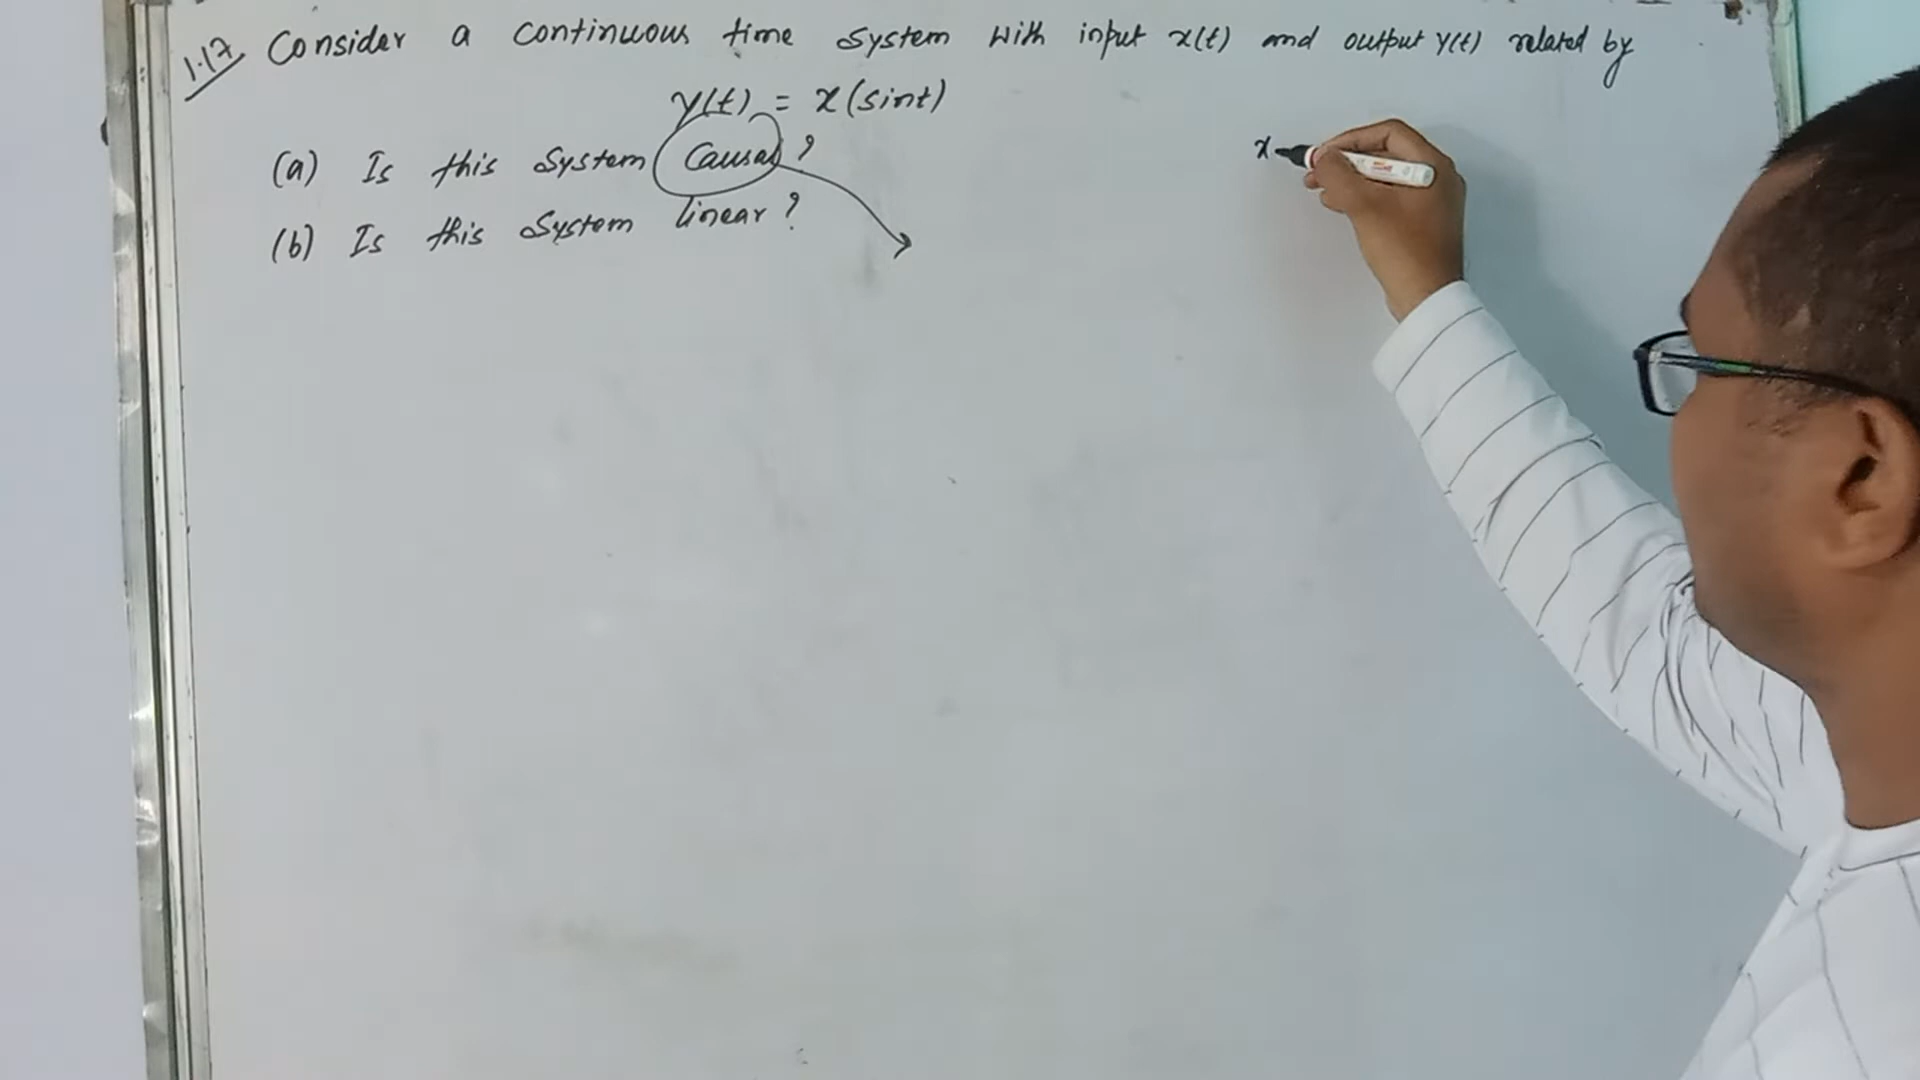 1.17 Consider a continuous time system with input x(t) and output y(t) related by
y(t) = x(sint)
(a) Is this system Causal ?
(b) Is this system linear ?
x